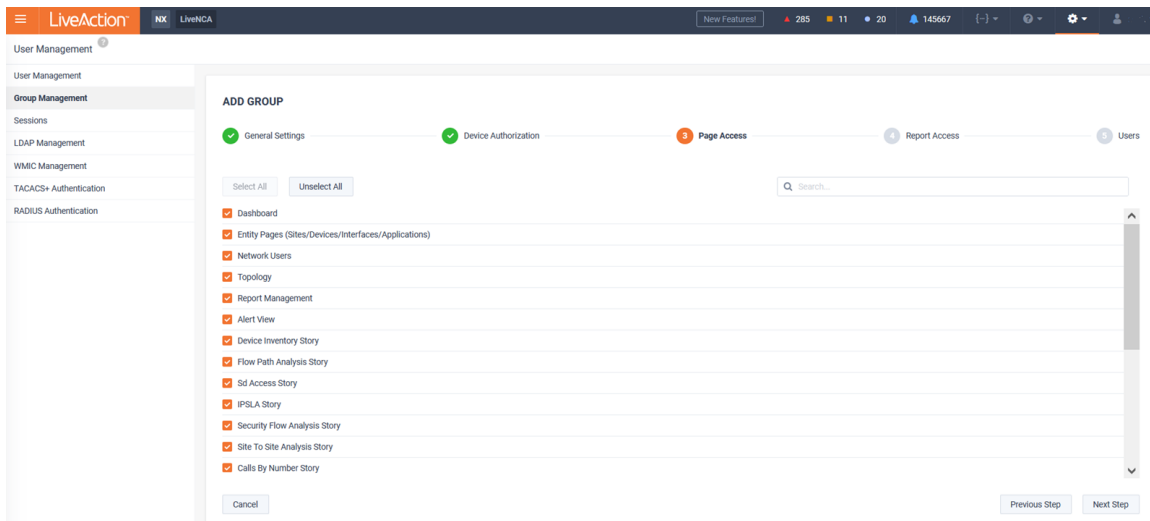 LiveAction NX LiveNCA New Features! 285 11 20 145667 {-}
User Management ?
User Management
Group Management
Sessions
LDAP Management
WMIC Management
TACACS+ Authentication
RADIUS Authentication
ADD GROUP
General Settings Device Authorization 3 Page Access 4 Report Access 5 Users
Select All Unselect All Search...
Dashboard
Entity Pages (Sites/Devices/Interfaces/Applications)
Network Users
Topology
Report Management
Alert View
Device Inventory Story
Flow Path Analysis Story
Sd Access Story
IPSLA Story
Security Flow Analysis Story
Site To Site Analysis Story
Calls By Number Story
Cancel Previous Step Next Step